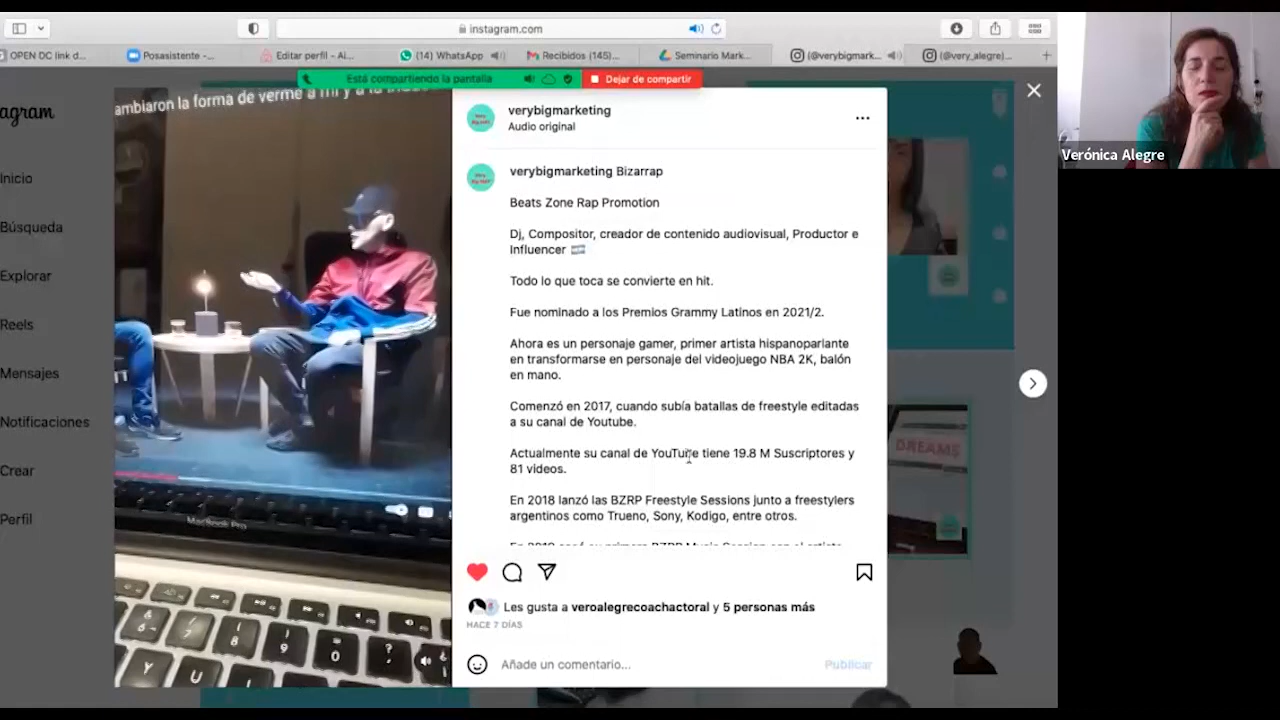 instagram.com
OPEN DC link d...
Posasistente -...
Editar perfil - Ai...
(14) WhatsApp
Recibidos (145)...
Seminario Mark...
(@verybigmark...
(@very_alegre)...
Está compartiendo la pantalla
Dejar de compartir
agram
ambiaron la forma de verme a mi y a la
Inicio
Búsqueda
Explorar
Reels
Mensajes
Notificaciones
Crear
Perfil
verybigmarketing
Audio original
verybigmarketing Bizarrap
Beats Zone Rap Promotion
Dj, Compositor, creador de contenido audiovisual, Productor e
Influencer 🇦🇷
Todo lo que toca se convierte en hit.
Fue nominado a los Premios Grammy Latinos en 2021/2.
Ahora es un personaje gamer, primer artista hispanoparlante
en transformarse en personaje del videojuego NBA 2K, balón
en mano.
Comenzó en 2017, cuando subía batallas de freestyle editadas
a su canal de Youtube.
Actualmente su canal de YouTube tiene 19.8 M Suscriptores y
81 videos.
En 2018 lanzó las BZRP Freestyle Sessions junto a freestylers
argentinos como Trueno, Sony, Kodigo, entre otros.
Les gusta a veroalegrecoachactoral y 5 personas más
HACE 7 DÍAS
Añade un comentario...
Publicar
MacBook Pro
6
7
8
9
0
Y
U
DREAMS
Verónica Alegre